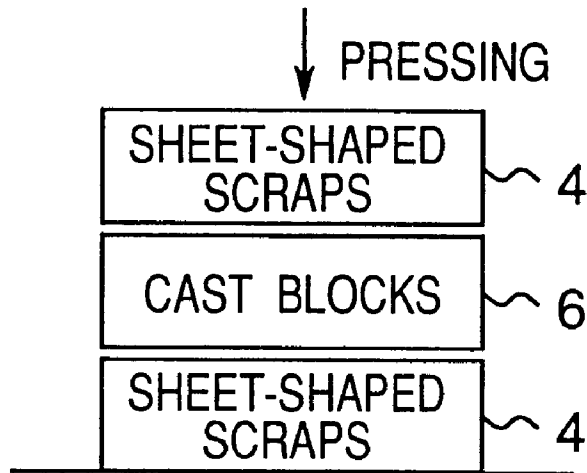 PRESSING
SHEET-SHAPED
SCRAPS
4
CAST BLOCKS
6
SHEET-SHAPED
SCRAPS
4